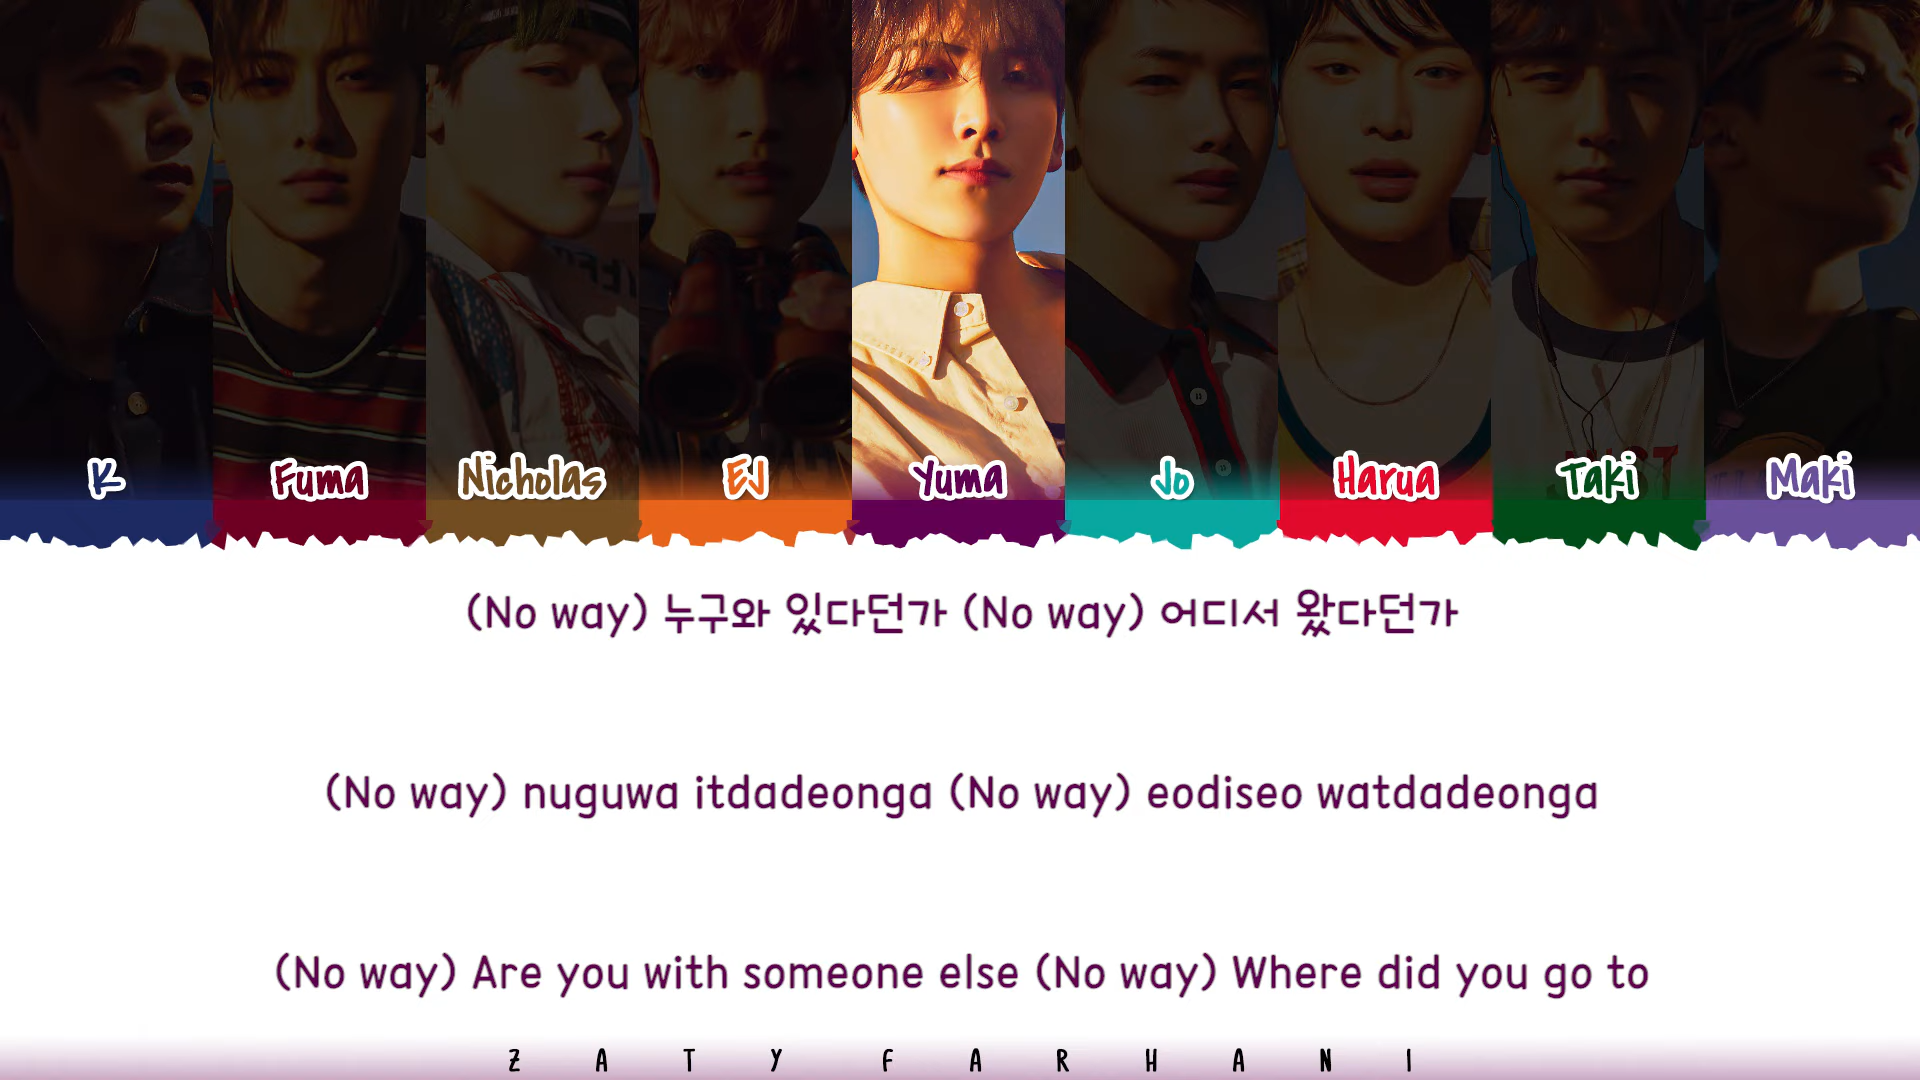 K Fuma Nicholas EJ Yuma Jo Harua Taki Maki
(No way) 누구와 있다던가 (No way) 어디서 왔다던가
(No way) nuguwa itdadeonga (No way) eodiseo watdadeonga
(No way) Are you with someone else (No way) Where did you go to
ZATY FARHANI